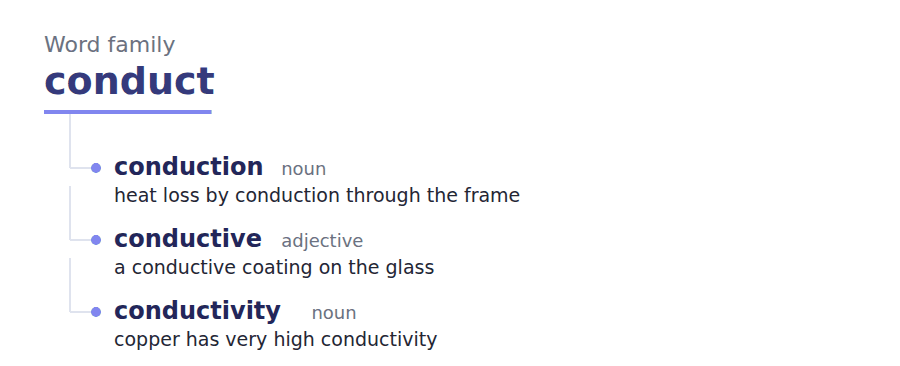 Word family
conduct
conduction noun
heat loss by conduction through the frame
conductive adjective
a conductive coating on the glass
conductivity noun
copper has very high conductivity